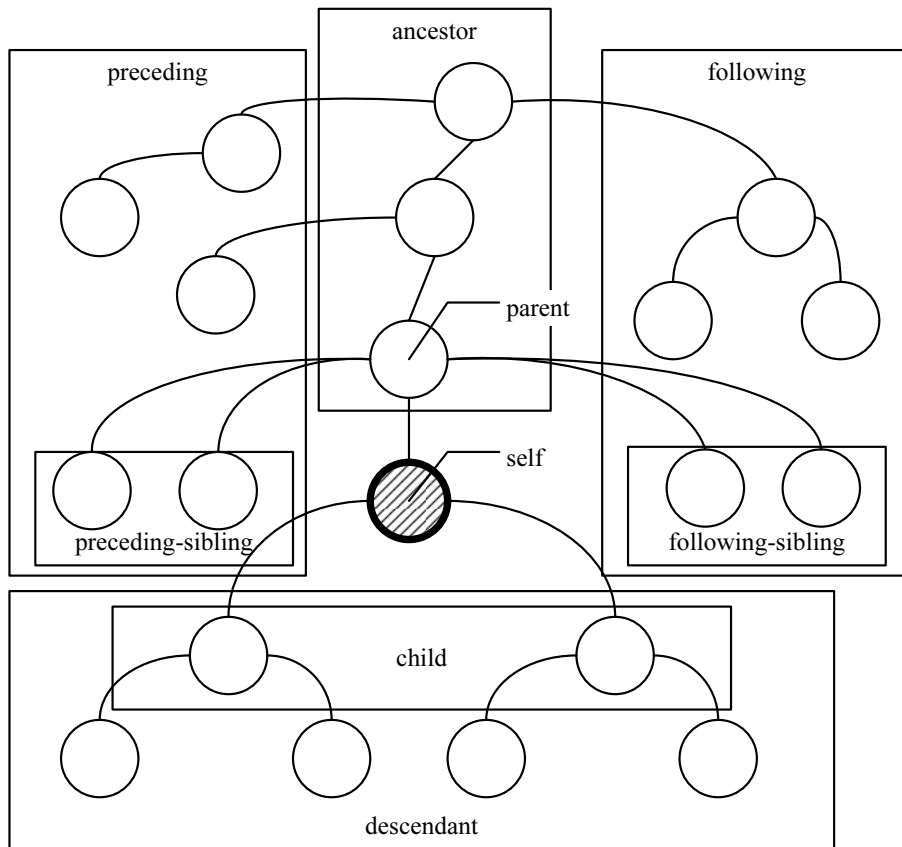 ancestor
preceding
following
parent
self
preceding-sibling
following-sibling
child
descendant